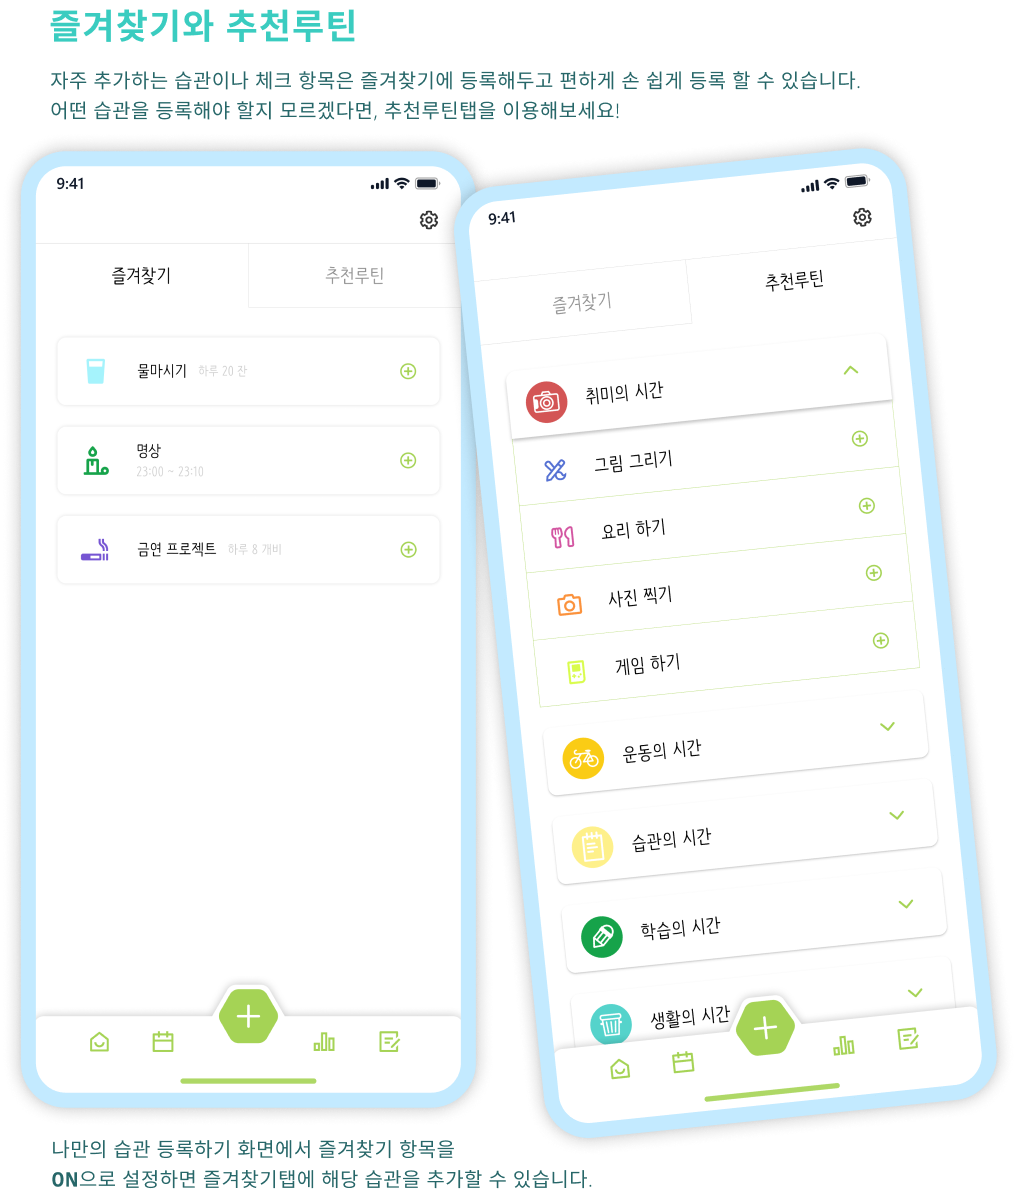 즐겨찾기와 추천루틴
자주 추가하는 습관이나 체크 항목은 즐겨찾기에 등록해두고 편하게 손 쉽게 등록 할 수 있습니다.
어떤 습관을 등록해야 할지 모르겠다면, 추천루틴탭을 이용해보세요!
9:41
즐겨찾기 추천루틴
물마시기 하루 20 잔
명상
23:00 ~ 23:10
금연 프로젝트 하루 8 개비
9:41
즐겨찾기 추천루틴
취미의 시간
그림 그리기
요리 하기
사진 찍기
게임 하기
운동의 시간
습관의 시간
학습의 시간
생활의 시간
나만의 습관 등록하기 화면에서 즐겨찾기 항목을
ON으로 설정하면 즐겨찾기탭에 해당 습관을 추가할 수 있습니다.